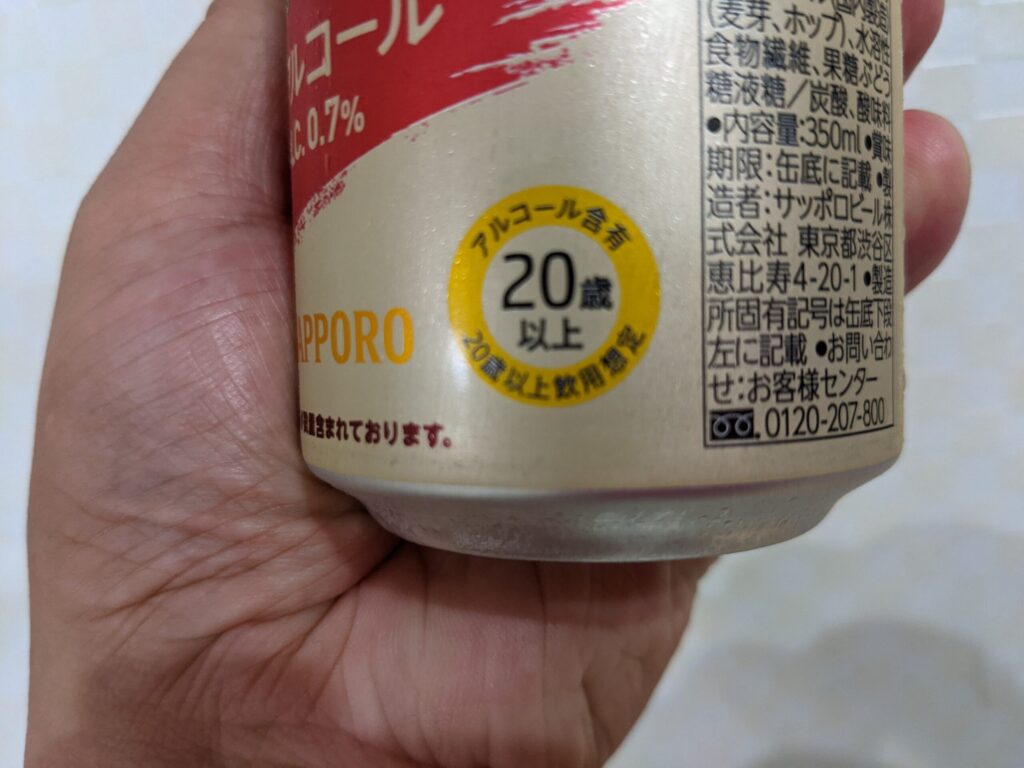 ルコール
.C. 0.7%
アルコール含有
20歳
以上
20歳以上飲用想定
APPORO
含まれております。
(麦芽、ホップ)、水溶性
食物繊維、果糖ぶどう
糖液糖／炭酸、酸味料
●内容量:350ml ●賞味
期限:缶底に記載 ●製
造者:サッポロビール株
式会社 東京都渋谷区
恵比寿4-20-1 ●製造
所固有記号は缶底下段
左に記載 ●お問い合わ
せ:お客様センター
0120-207-800